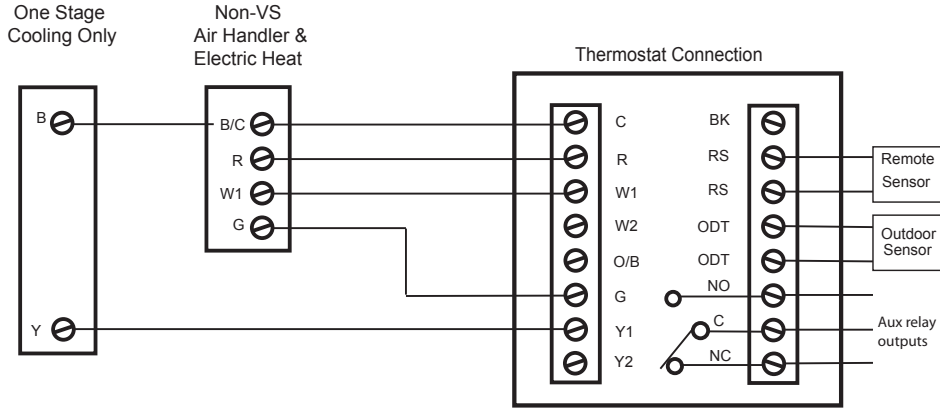 One Stage
Cooling Only
Non-VS
Air Handler &
Electric Heat
Thermostat Connection
B
Y
B/C
R
W1
G
C
R
W1
W2
O/B
G
Y1
Y2
BK
RS
RS
ODT
ODT
NO
C
NC
Remote
Sensor
Outdoor
Sensor
Aux relay
outputs